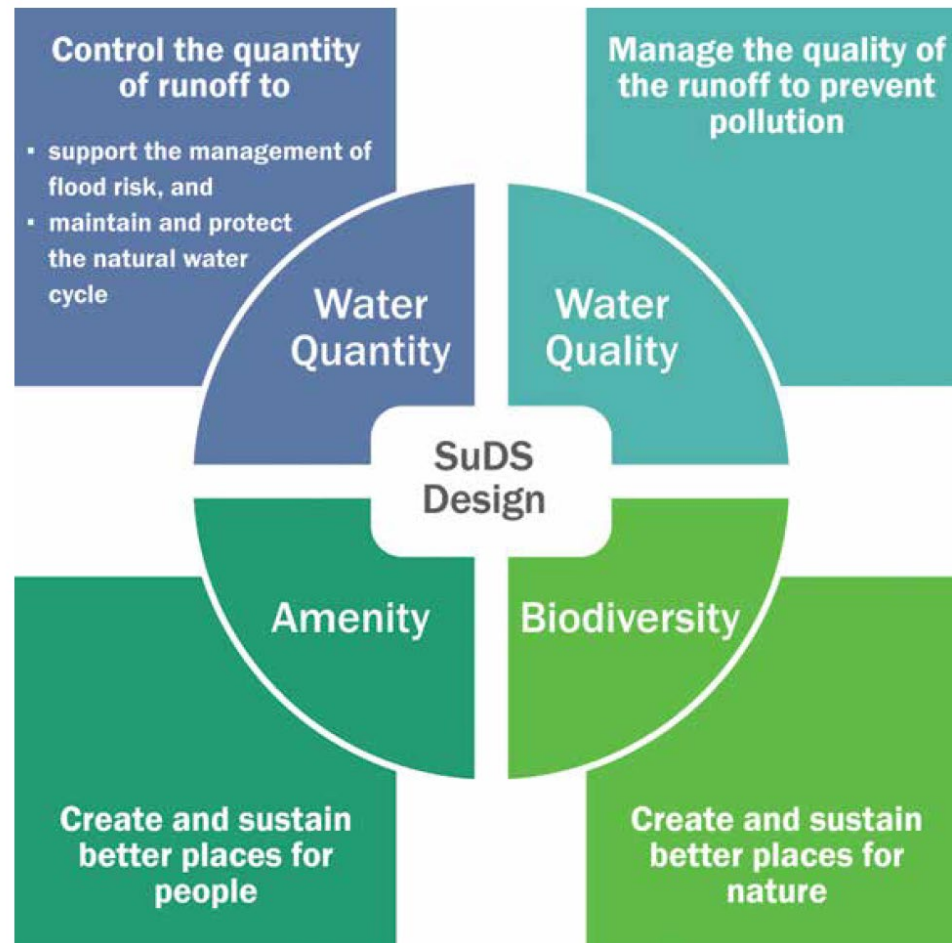 Control the quantity
of runoff to
▪ support the management of
flood risk, and
▪ maintain and protect
the natural water
cycle
Manage the quality of
the runoff to prevent
pollution
Water
Quantity
Water
Quality
SuDS
Design
Amenity
Biodiversity
Create and sustain
better places for
people
Create and sustain
better places for
nature